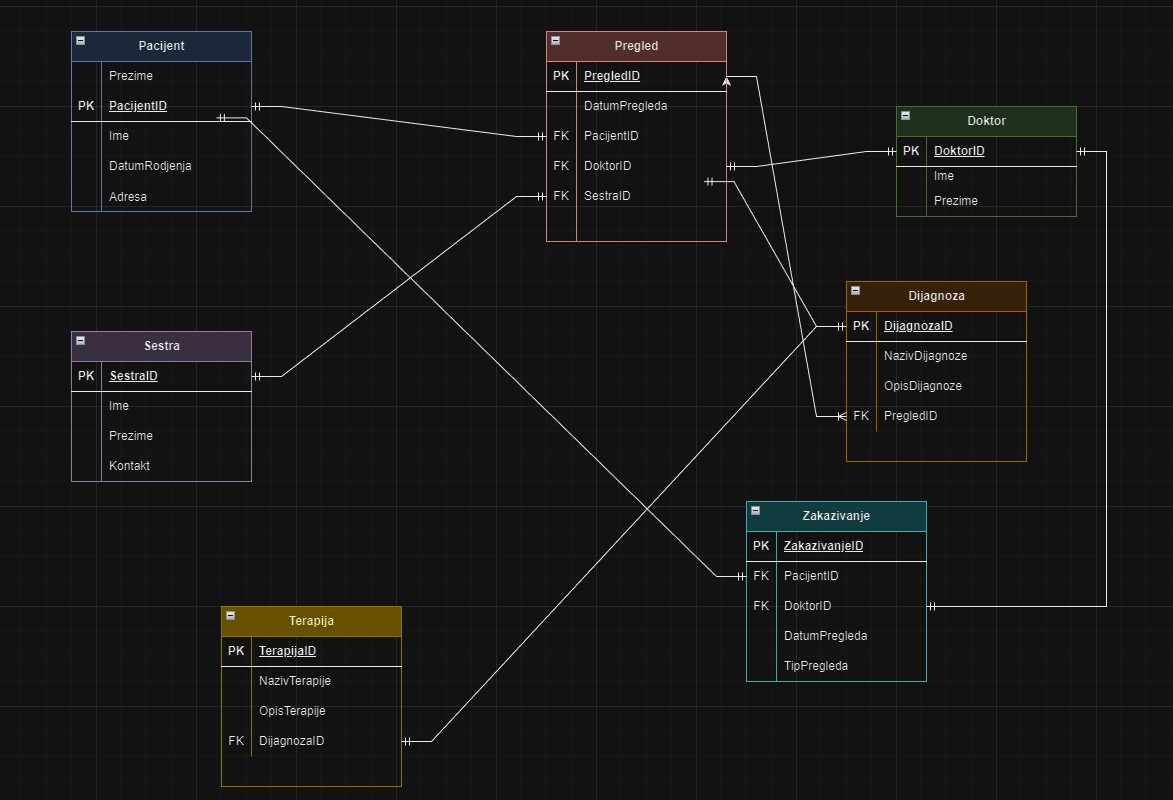 Pacijent
Prezime
PK PacijentID
Ime
DatumRodjenja
Adresa
Pregled
PK PregledID
DatumPregleda
FK PacijentID
FK DoktorID
FK SestraID
Doktor
PK DoktorID
Ime
Prezime
Sestra
PK SestraID
Ime
Prezime
Kontakt
Dijagnoza
PK DijagnozaID
NazivDijagnoze
OpisDijagnoze
FK PregledID
Zakazivanje
PK ZakazivanjeID
FK PacijentID
FK DoktorID
DatumPregleda
TipPregleda
Terapija
PK TerapijaID
NazivTerapije
OpisTerapije
FK DijagnozaID